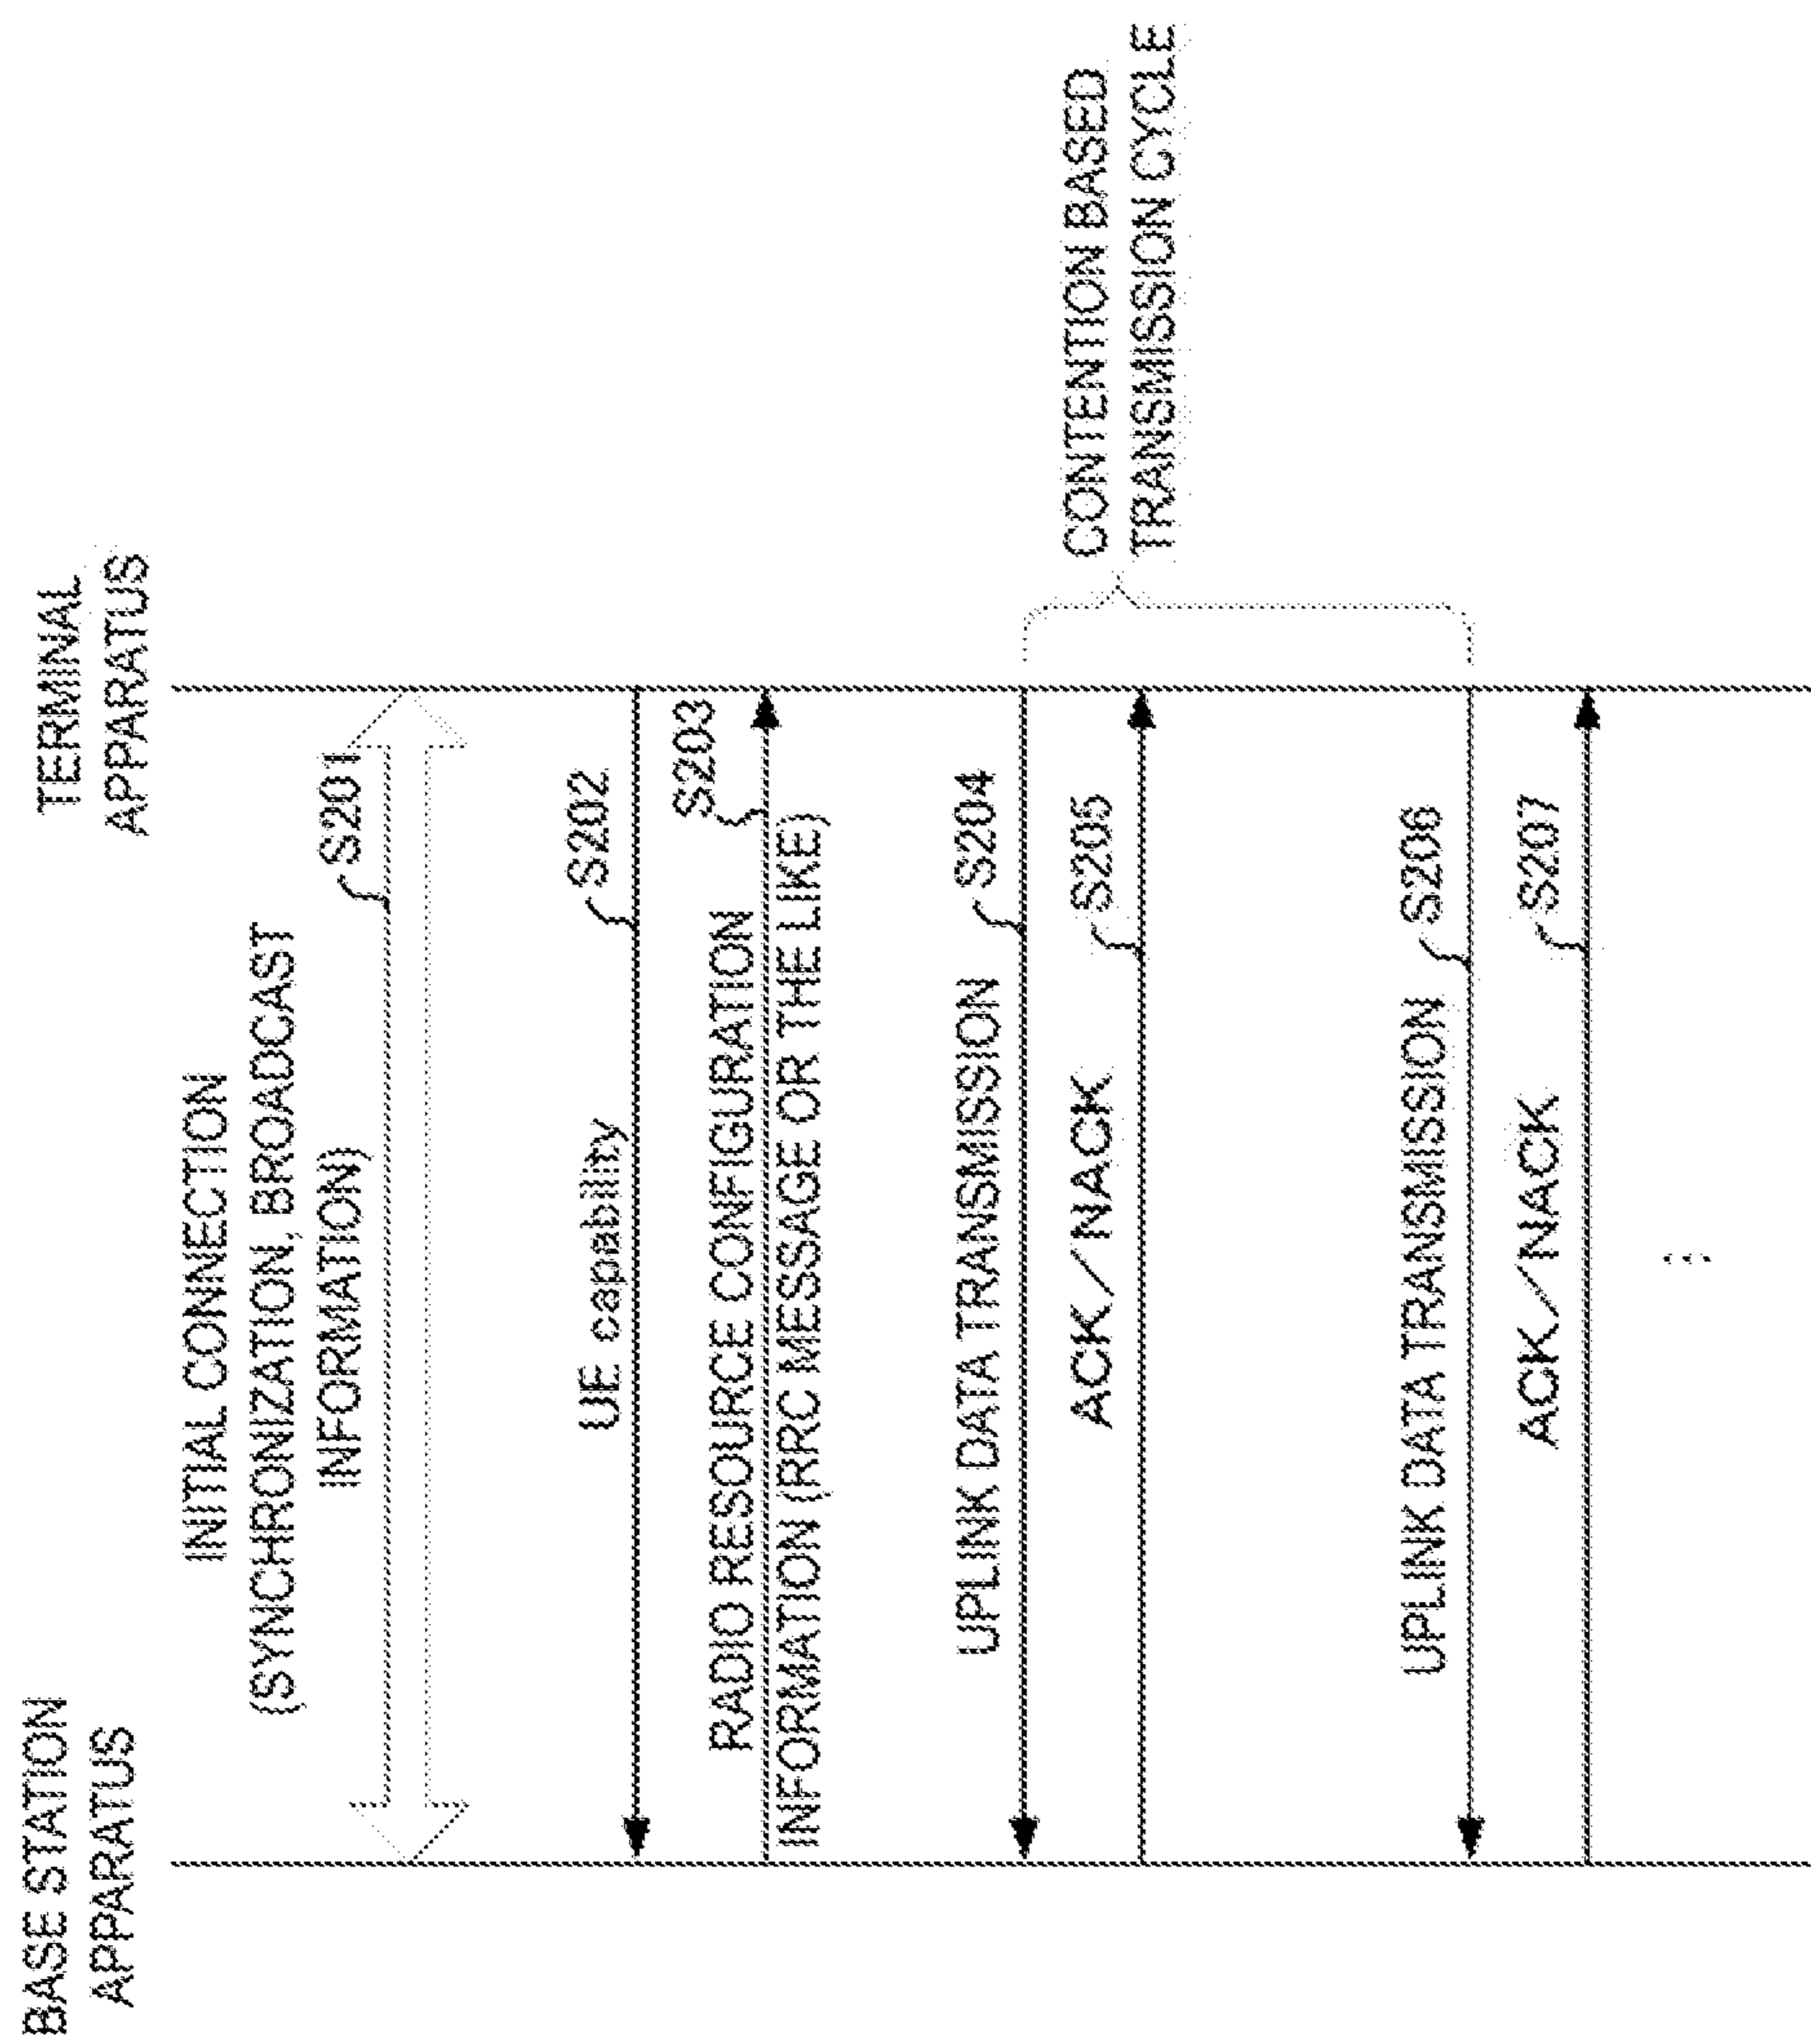 BASE STATION
APPARATUS
TERMINAL
APPARATUS
INITIAL CONNECTION
(SYNCHRONIZATION, BROADCAST
INFORMATION)
S201
UE capability
S202
RADIO RESOURCE CONFIGURATION
S203
INFORMATION (RRC MESSAGE OR THE LIKE)
UPLINK DATA TRANSMISSION
S204
ACK/NACK
S205
CONTENTION BASED
TRANSMISSION CYCLE
UPLINK DATA TRANSMISSION
S206
ACK/NACK
S207
...